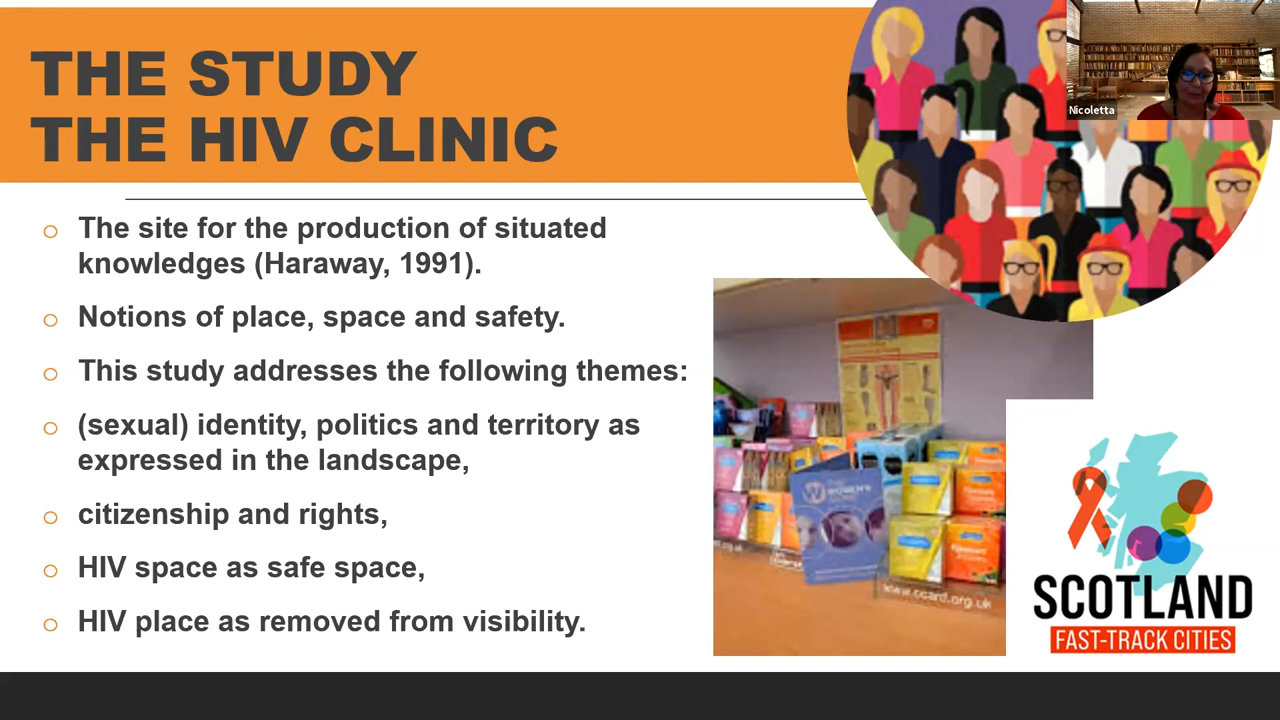 THE STUDY
THE HIV CLINIC
Nicoletta
o The site for the production of situated
knowledges (Haraway, 1991).
o Notions of place, space and safety.
o This study addresses the following themes:
o (sexual) identity, politics and territory as
expressed in the landscape,
o citizenship and rights,
o HIV space as safe space,
o HIV place as removed from visibility.
www.ccard.org.uk
SCOTLAND
FAST-TRACK CITIES